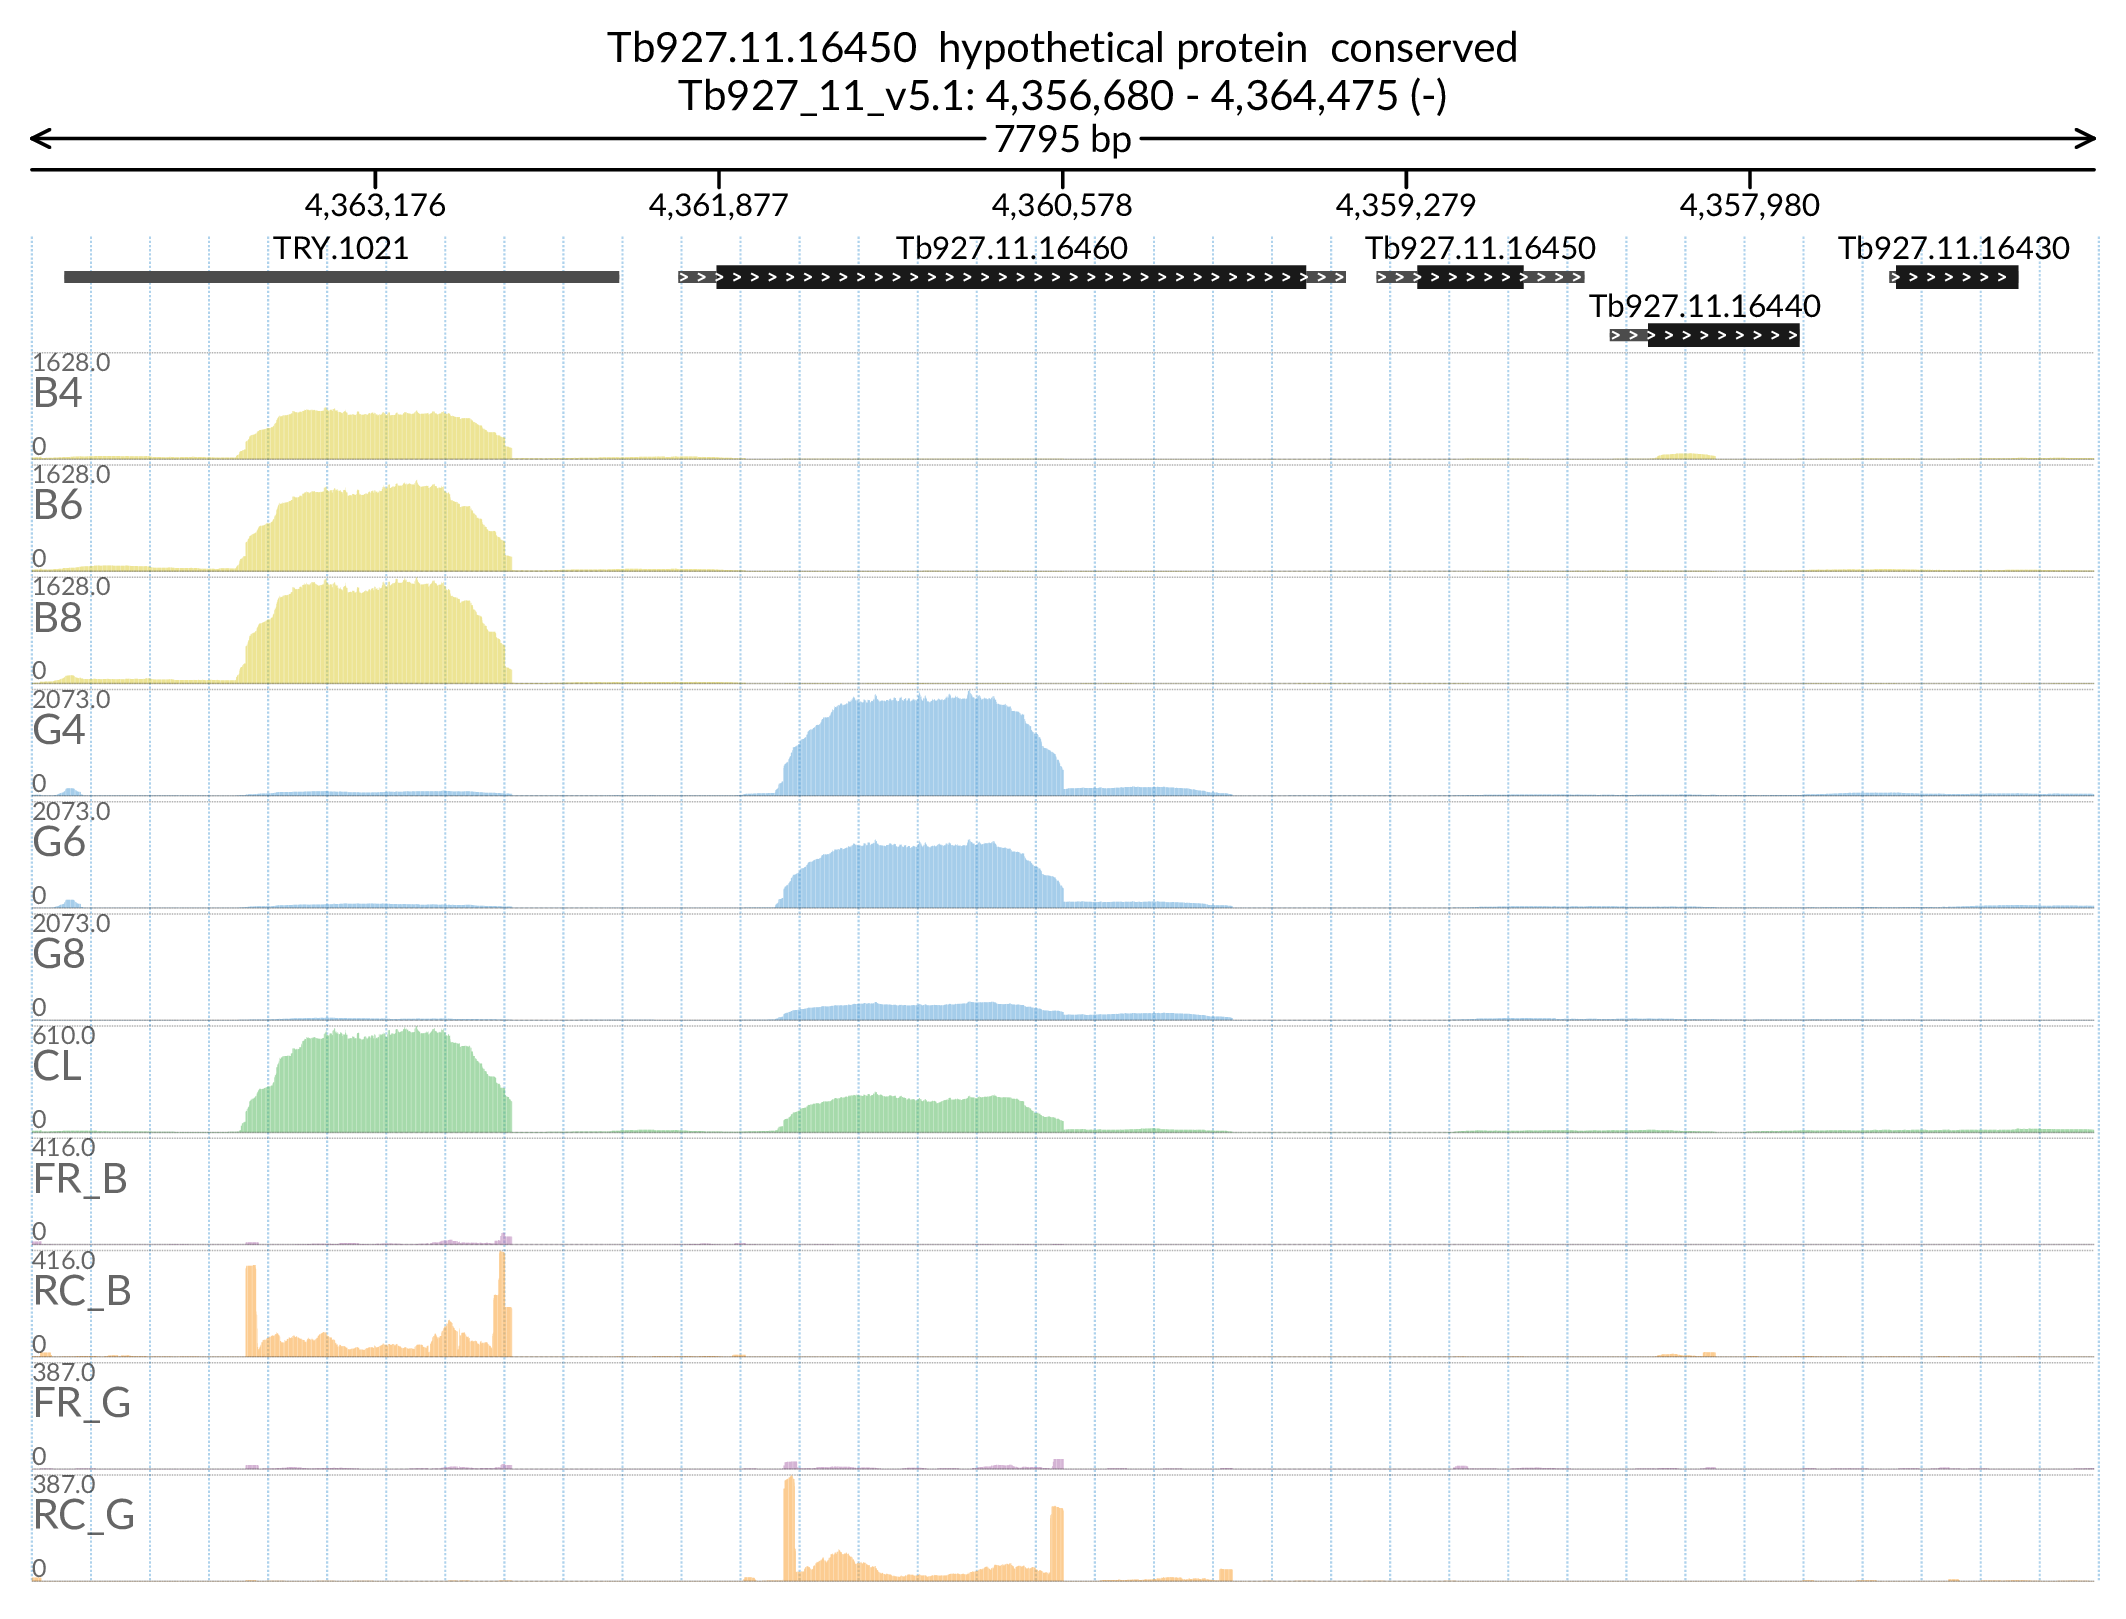 Tb927.11.16450 hypothetical protein conserved
Tb927_11_v5.1: 4,356,680 - 4,364,475 (-)
7795 bp
4,363,176 4,361,877 4,360,578 4,359,279 4,357,980
TRY.1021 Tb927.11.16460 Tb927.11.16450 Tb927.11.16430
Tb927.11.16440
1628.0
B4
0
1628.0
B6
0
1628.0
B8
0
2073.0
G4
0
2073.0
G6
0
2073.0
G8
0
610.0
CL
0
416.0
FR_B
0
416.0
RC_B
0
387.0
FR_G
0
387.0
RC_G
0